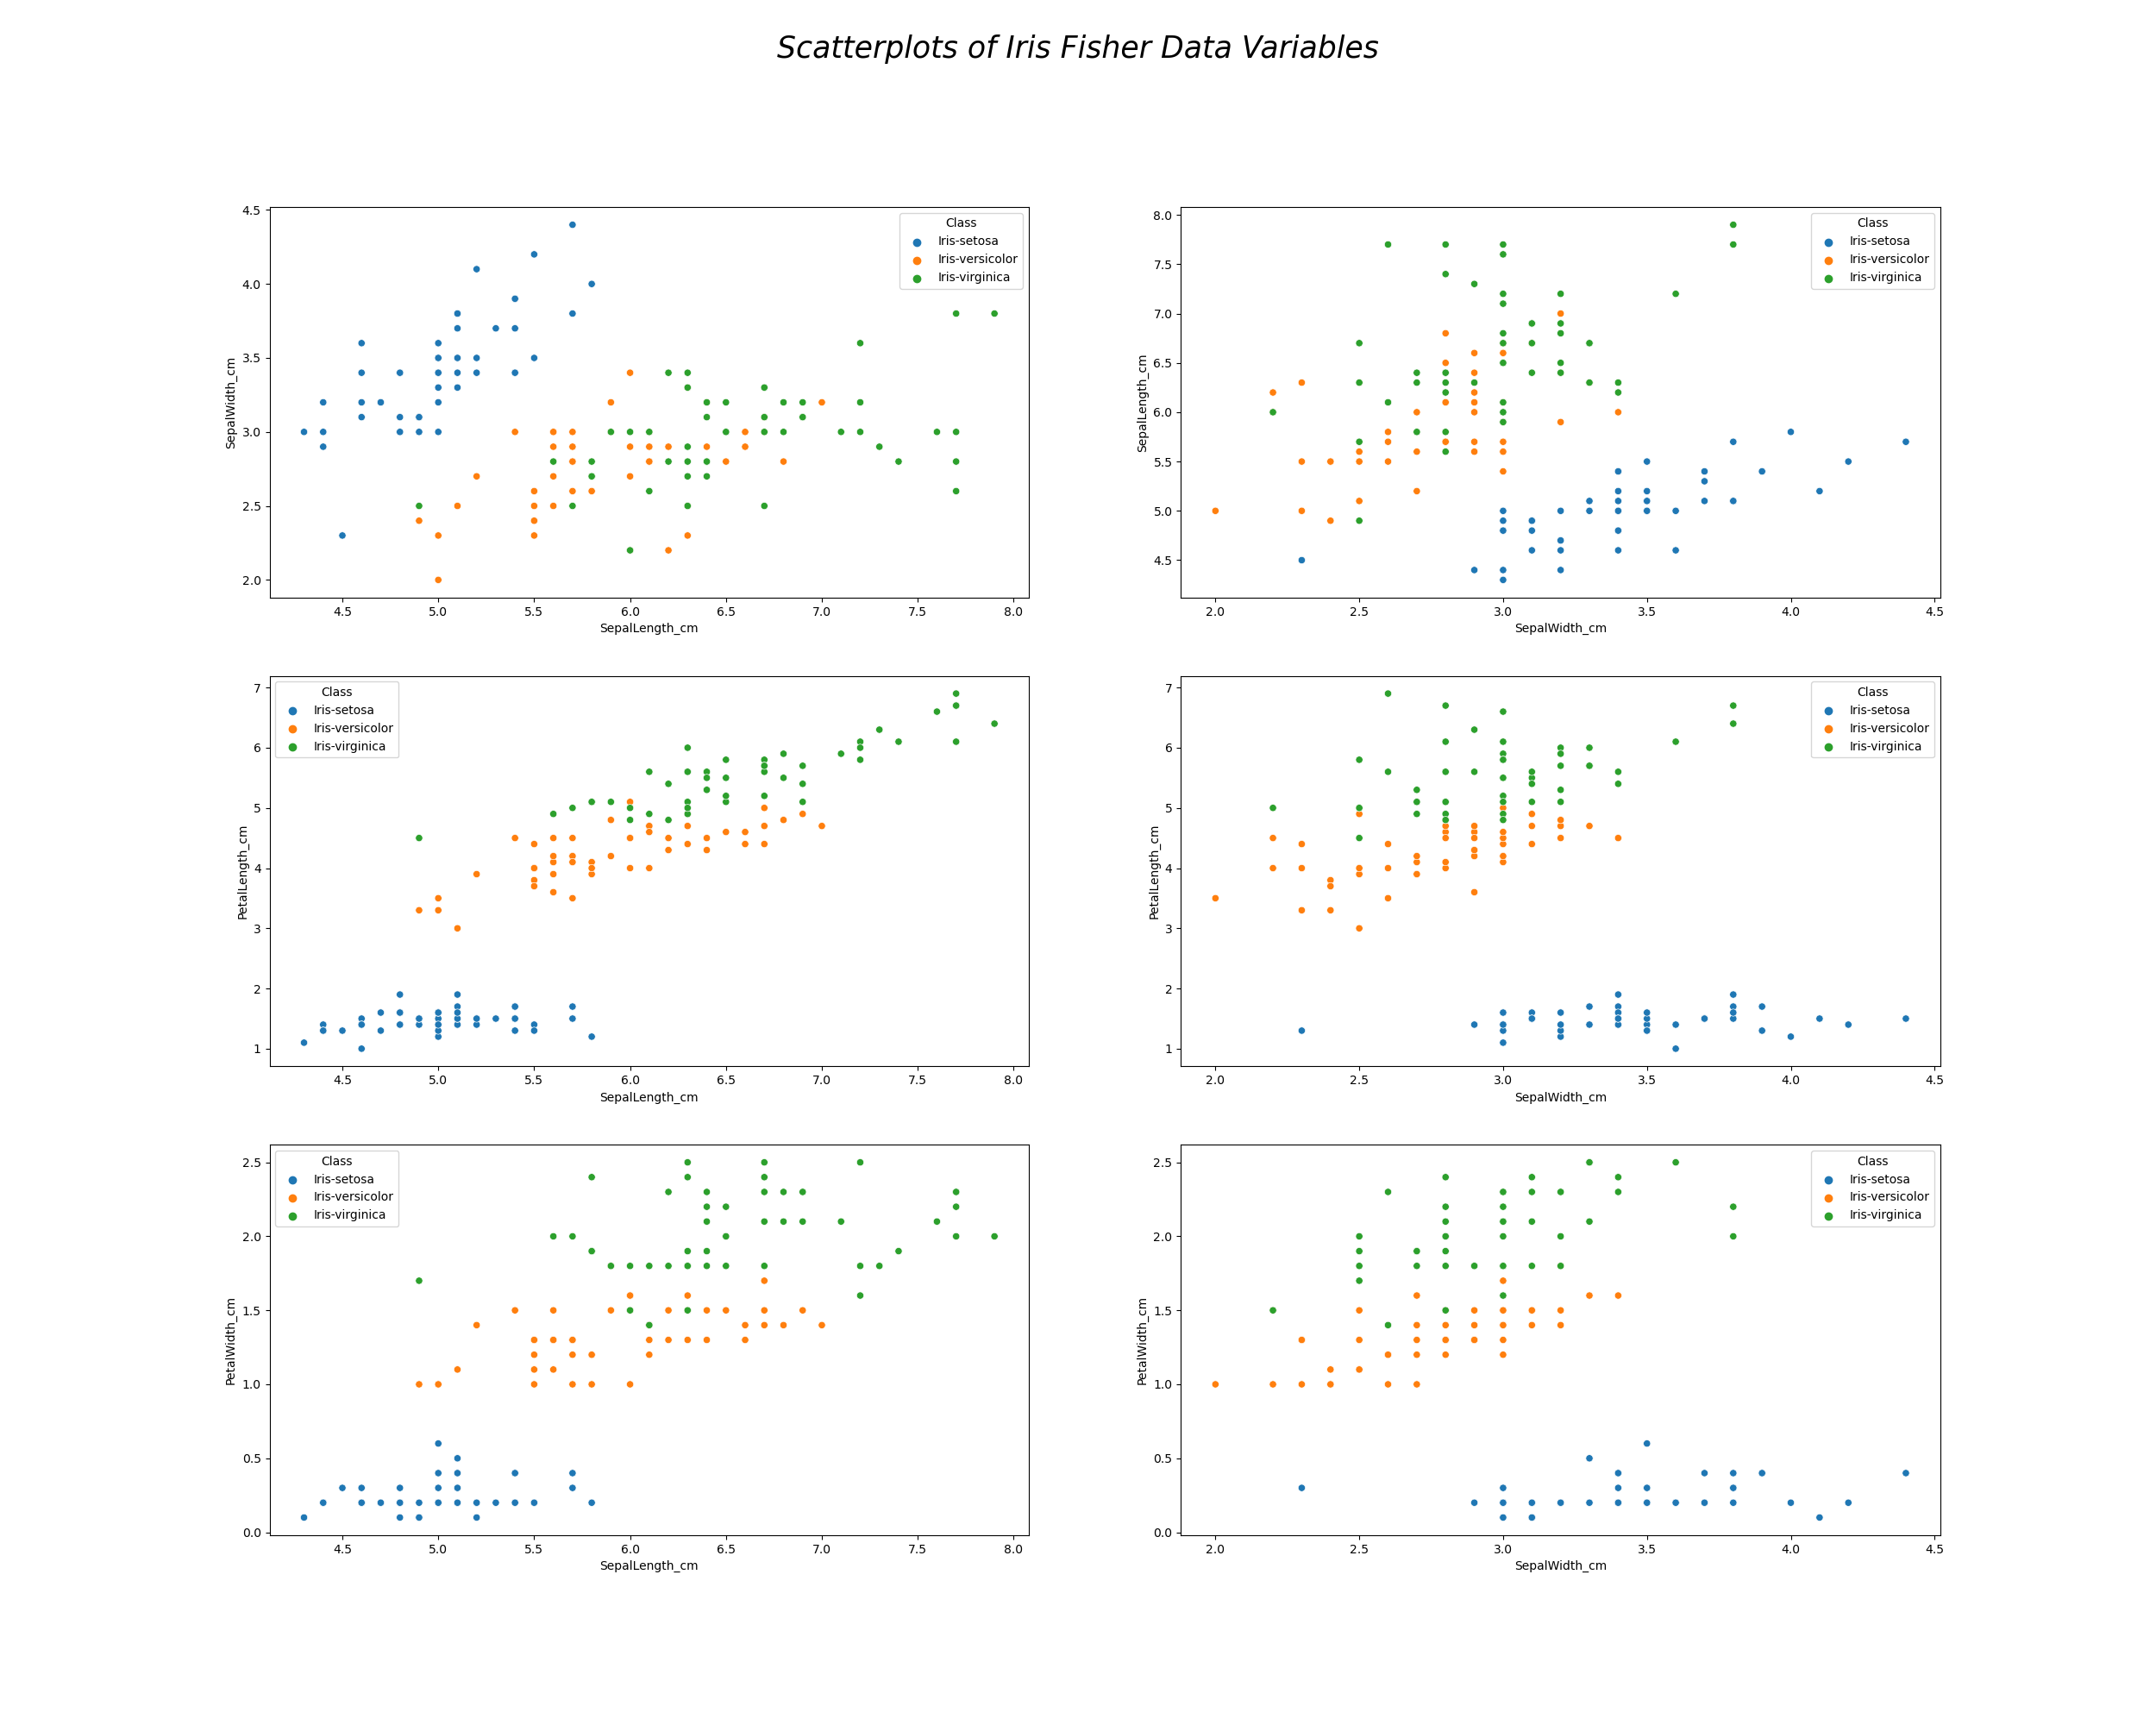 Scatterplots of Iris Fisher Data Variables
4.5
4.0
3.5
3.0
2.5
2.0
SepalWidth_cm
Class
Iris-setosa
Iris-versicolor
Iris-virginica
4.5 5.0 5.5 6.0 6.5 7.0 7.5 8.0
SepalLength_cm
8.0
7.5
7.0
6.5
6.0
5.5
5.0
4.5
SepalLength_cm
Class
Iris-setosa
Iris-versicolor
Iris-virginica
2.0 2.5 3.0 3.5 4.0 4.5
SepalWidth_cm
7
6
5
4
3
2
1
PetalLength_cm
Class
Iris-setosa
Iris-versicolor
Iris-virginica
4.5 5.0 5.5 6.0 6.5 7.0 7.5 8.0
SepalLength_cm
7
6
5
4
3
2
1
PetalLength_cm
Class
Iris-setosa
Iris-versicolor
Iris-virginica
2.0 2.5 3.0 3.5 4.0 4.5
SepalWidth_cm
2.5
2.0
1.5
1.0
0.5
0.0
PetalWidth_cm
Class
Iris-setosa
Iris-versicolor
Iris-virginica
4.5 5.0 5.5 6.0 6.5 7.0 7.5 8.0
SepalLength_cm
2.5
2.0
1.5
1.0
0.5
0.0
PetalWidth_cm
Class
Iris-setosa
Iris-versicolor
Iris-virginica
2.0 2.5 3.0 3.5 4.0 4.5
SepalWidth_cm